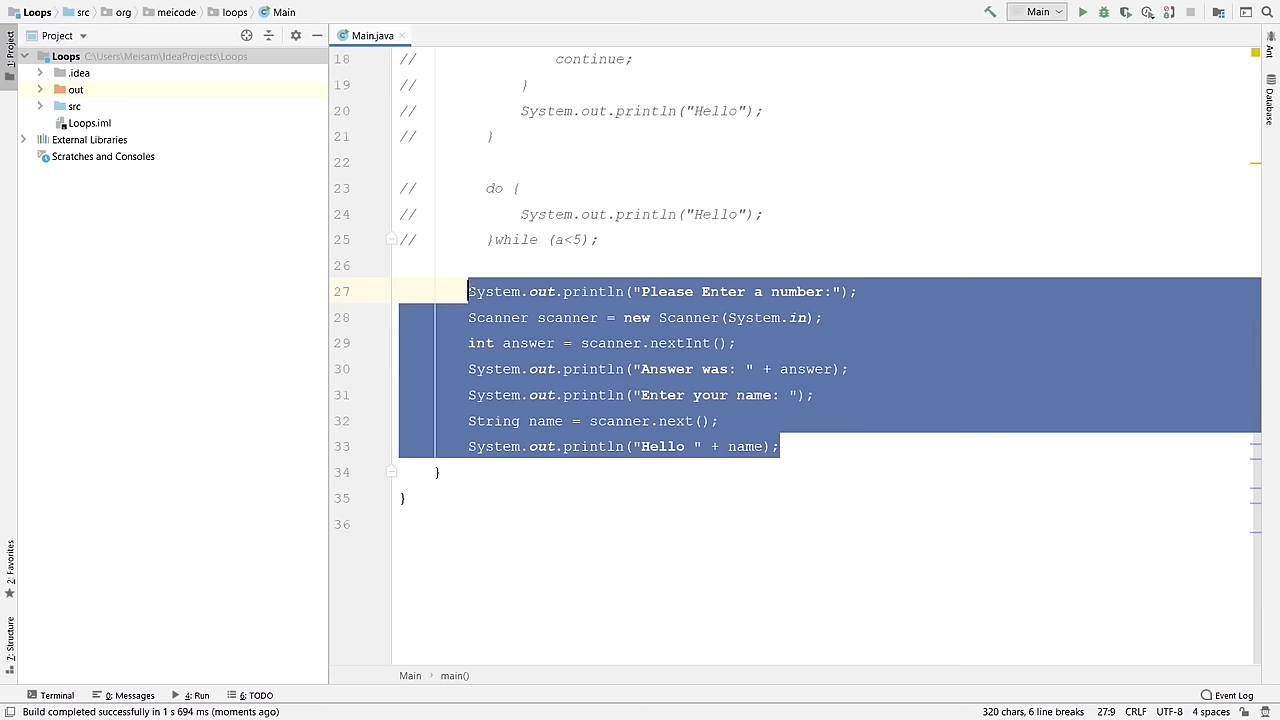 Loops src org meicode loops Main Main
1: Project
Project
Main.java
Ant
Database
Loops C:\Users\Meisam\IdeaProjects\Loops
.idea
out
src
Loops.iml
External Libraries
Scratches and Consoles
18 // continue;
19 // }
20 // System.out.println("Hello");
21 // }
22
23 // do {
24 // System.out.println("Hello");
25 // }while (a<5);
26
27 System.out.println("Please Enter a number:");
28 Scanner scanner = new Scanner(System.in);
29 int answer = scanner.nextInt();
30 System.out.println("Answer was: " + answer);
31 System.out.println("Enter your name: ");
32 String name = scanner.next();
33 System.out.println("Hello " + name);
34 }
35 }
36
2: Favorites
7: Structure
Main main()
Terminal 0: Messages 4: Run 6: TODO Event Log
Build completed successfully in 1 s 694 ms (moments ago) 320 chars, 6 line breaks 27:9 CRLF UTF-8 4 spaces